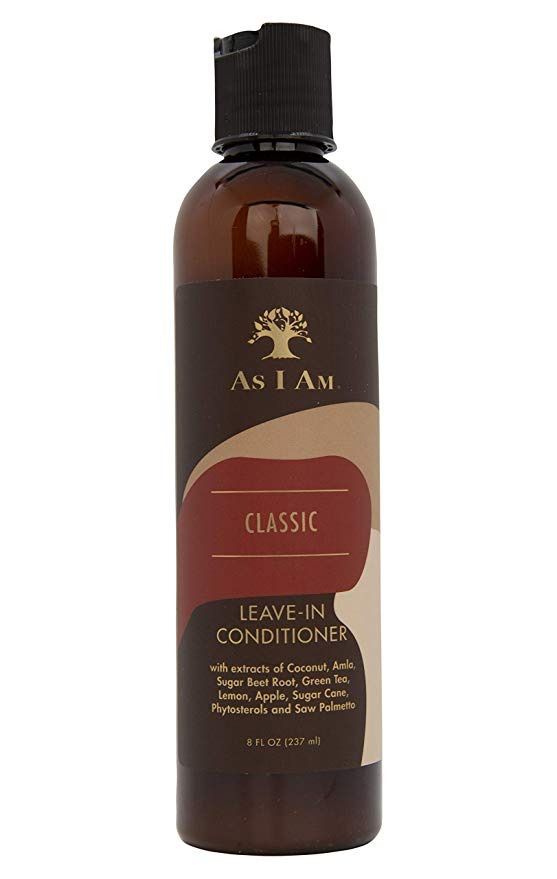 As I Am
CLASSIC
LEAVE-IN
CONDITIONER
with extracts of Coconut, Amla,
Sugar Beet Root, Green Tea,
Lemon, Apple, Sugar Cane,
Phytosterols and Saw Palmetto
8 FL OZ (237 ml)